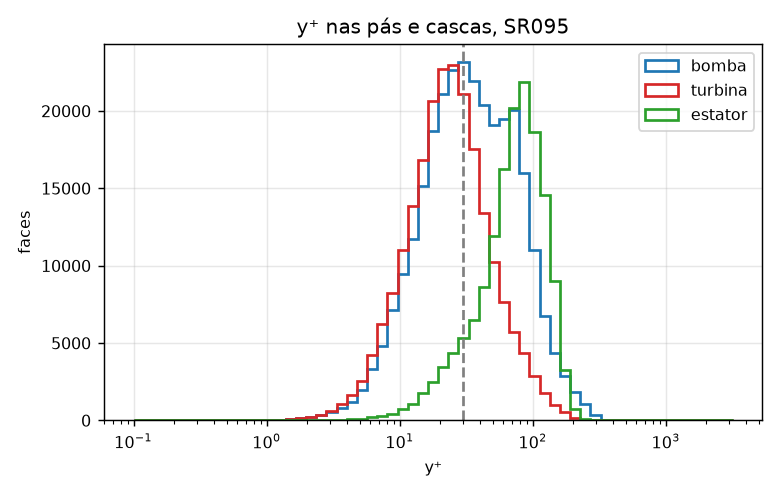 y⁺ nas pás e cascas, SR095
bomba
turbina
estator
faces
20000
15000
10000
5000
0
10⁻¹
10⁰
10¹
10²
10³
y⁺